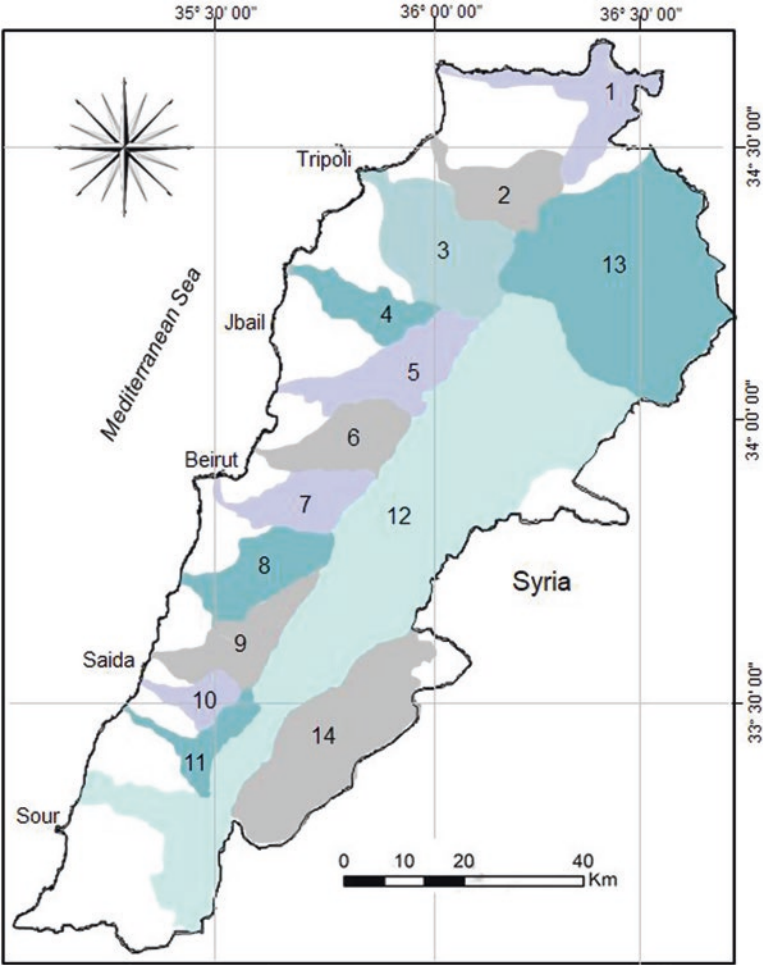 35° 30' 00"
36° 00' 00"
36° 30' 00"
1
34° 30' 00"
Tripoli
2
3
13
4
Jbail
Mediterranean Sea
5
34° 00' 00"
6
Beirut
7
12
8
Syria
9
Saida
10
33° 30' 00"
14
11
Sour
0 10 20 40
Km